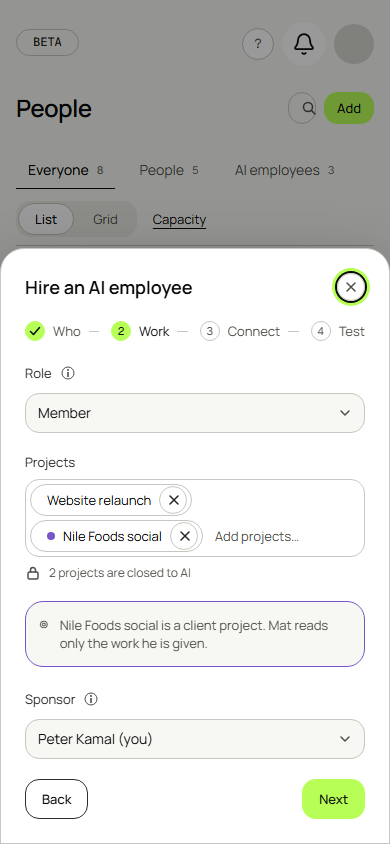 BETA
?
People
Add
Everyone 8
People 5
AI employees 3
List
Grid
Capacity
Hire an AI employee
Who
2 Work
3 Connect
4 Test
Role
Member
Projects
Website relaunch
Nile Foods social
Add projects...
2 projects are closed to AI
Nile Foods social is a client project. Mat reads
only the work he is given.
Sponsor
Peter Kamal (you)
Back
Next